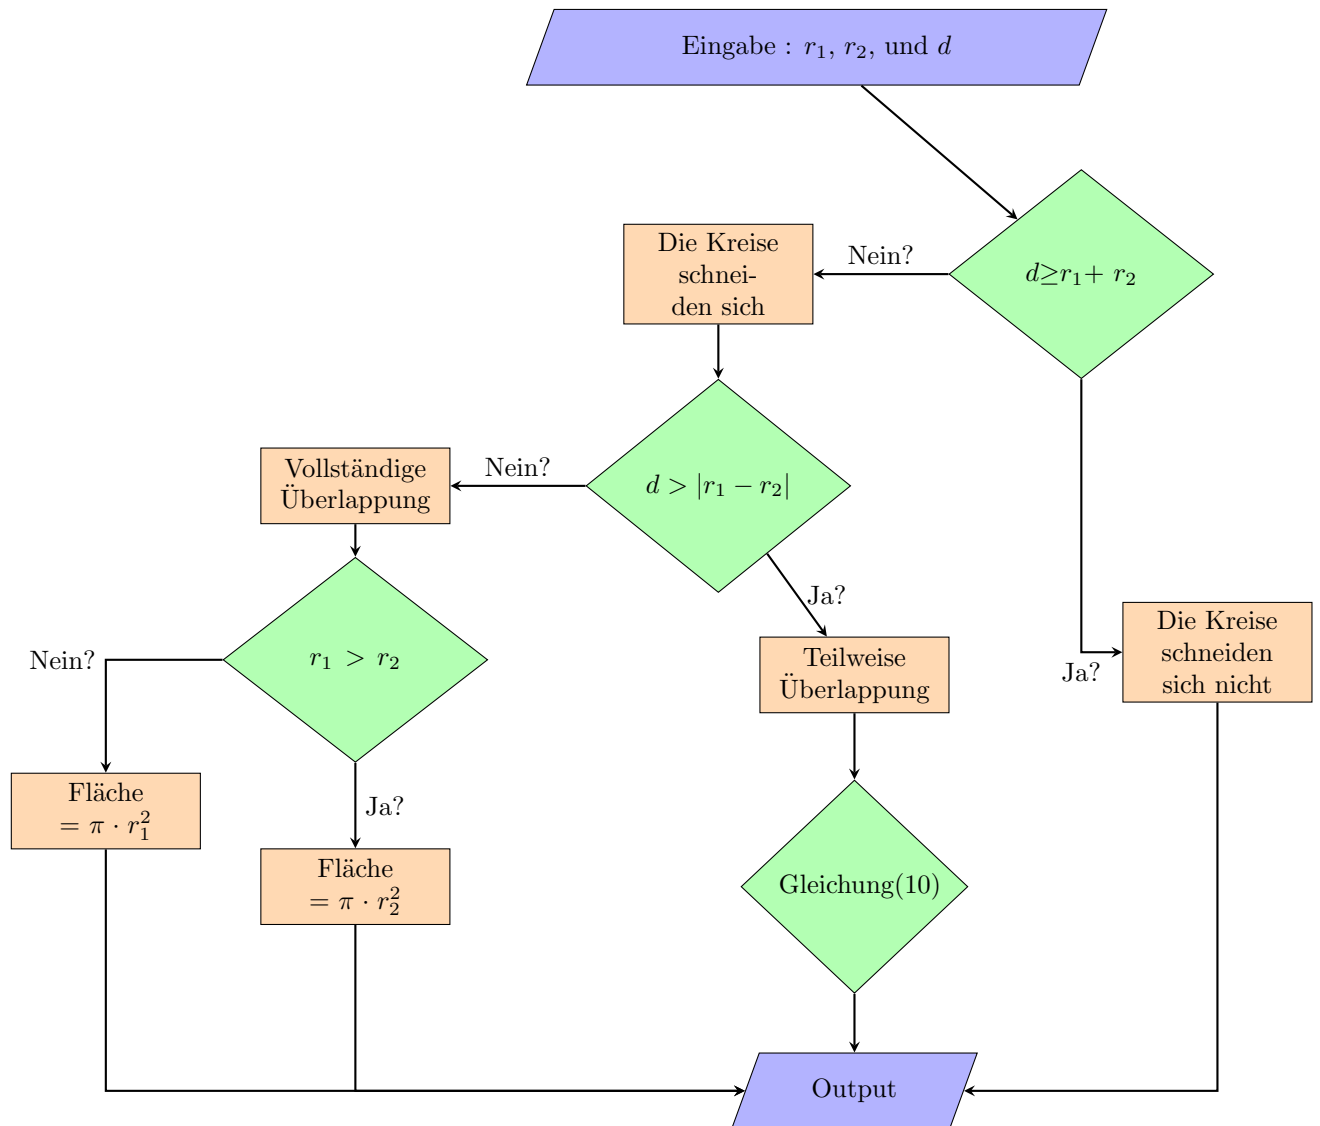 Eingabe : r₁, r₂, und d
d≥r₁+ r₂
Nein?
Die Kreise
schnei-
den sich
d > |r₁ − r₂|
Nein?
Vollständige
Überlappung
Ja?
r₁ > r₂
Nein?
Teilweise
Überlappung
Die Kreise
schneiden
sich nicht
Ja?
Fläche
= π · r₁²
Ja?
Fläche
= π · r₂²
Gleichung(10)
Output